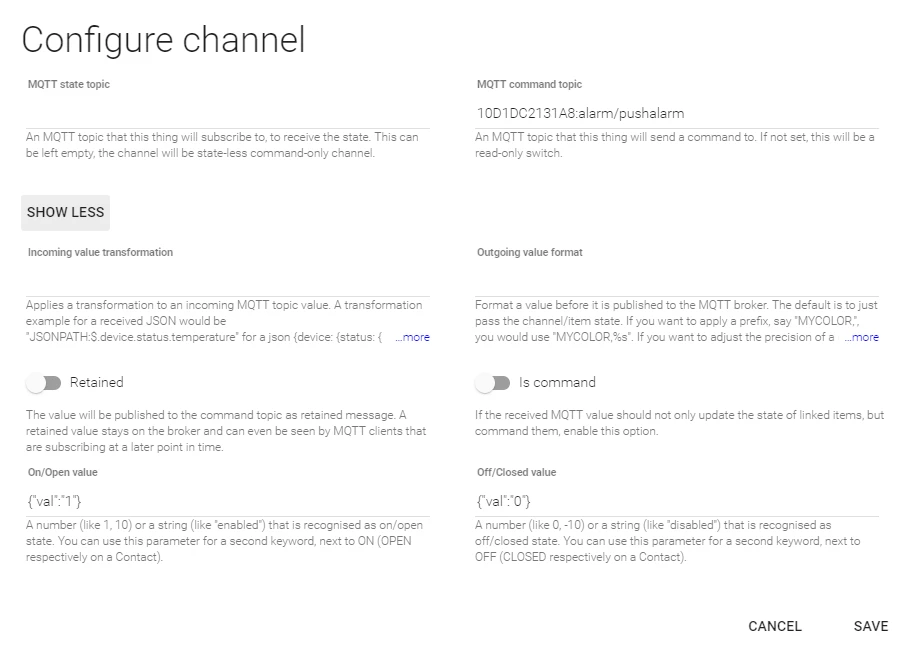 Configure channel
MQTT state topic
An MQTT topic that this thing will subscribe to, to receive the state. This can
be left empty, the channel will be state-less command-only channel.
MQTT command topic
10D1DC2131A8:alarm/pushalarm
An MQTT topic that this thing will send a command to. If not set, this will be a
read-only switch.
SHOW LESS
Incoming value transformation
Applies a transformation to an incoming MQTT topic value. A transformation
example for a received JSON would be
"JSONPATH:$.device.status.temperature" for a json {device: {status: { ...more
Outgoing value format
Format a value before it is published to the MQTT broker. The default is to just
pass the channel/item state. If you want to apply a prefix, say "MYCOLOR,",
you would use "MYCOLOR,%s". If you want to adjust the precision of a ...more
Retained
The value will be published to the command topic as retained message. A
retained value stays on the broker and can even be seen by MQTT clients that
are subscribing at a later point in time.
Is command
If the received MQTT value should not only update the state of linked items, but
command them, enable this option.
On/Open value
{"val":"1"}
A number (like 1, 10) or a string (like "enabled") that is recognised as on/open
state. You can use this parameter for a second keyword, next to ON (OPEN
respectively on a Contact).
Off/Closed value
{"val":"0"}
A number (like 0, -10) or a string (like "disabled") that is recognised as
off/closed state. You can use this parameter for a second keyword, next to
OFF (CLOSED respectively on a Contact).
CANCEL
SAVE